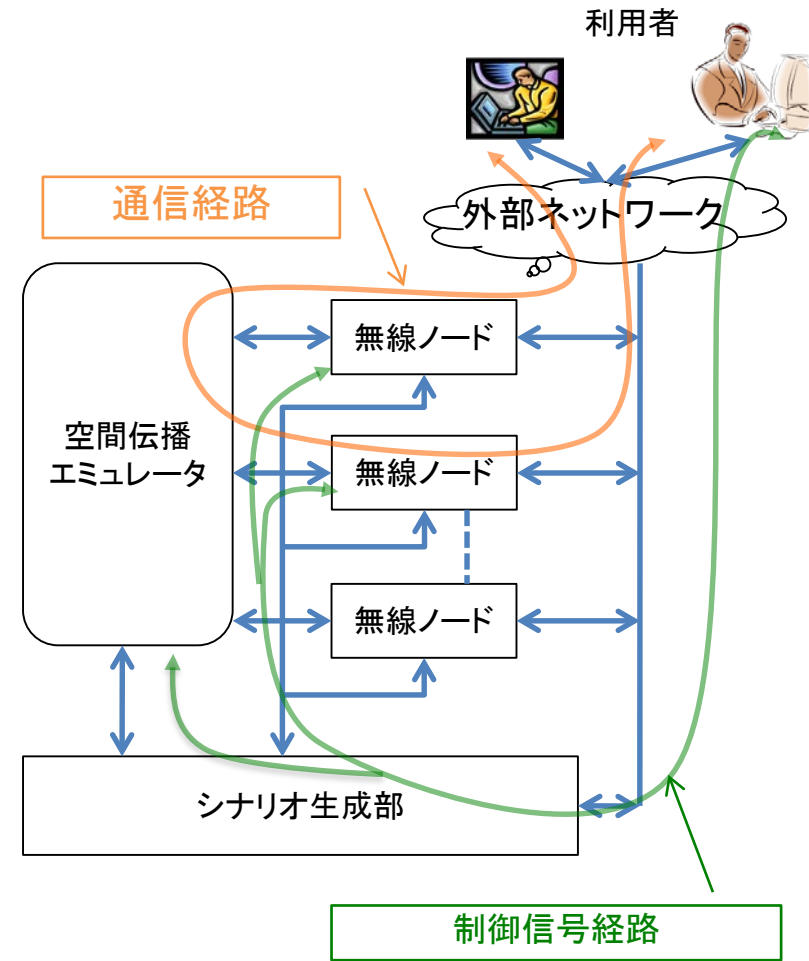 利用者
通信経路
外部ネットワーク
無線ノード
空間伝播
エミュレータ
無線ノード
無線ノード
シナリオ生成部
制御信号経路